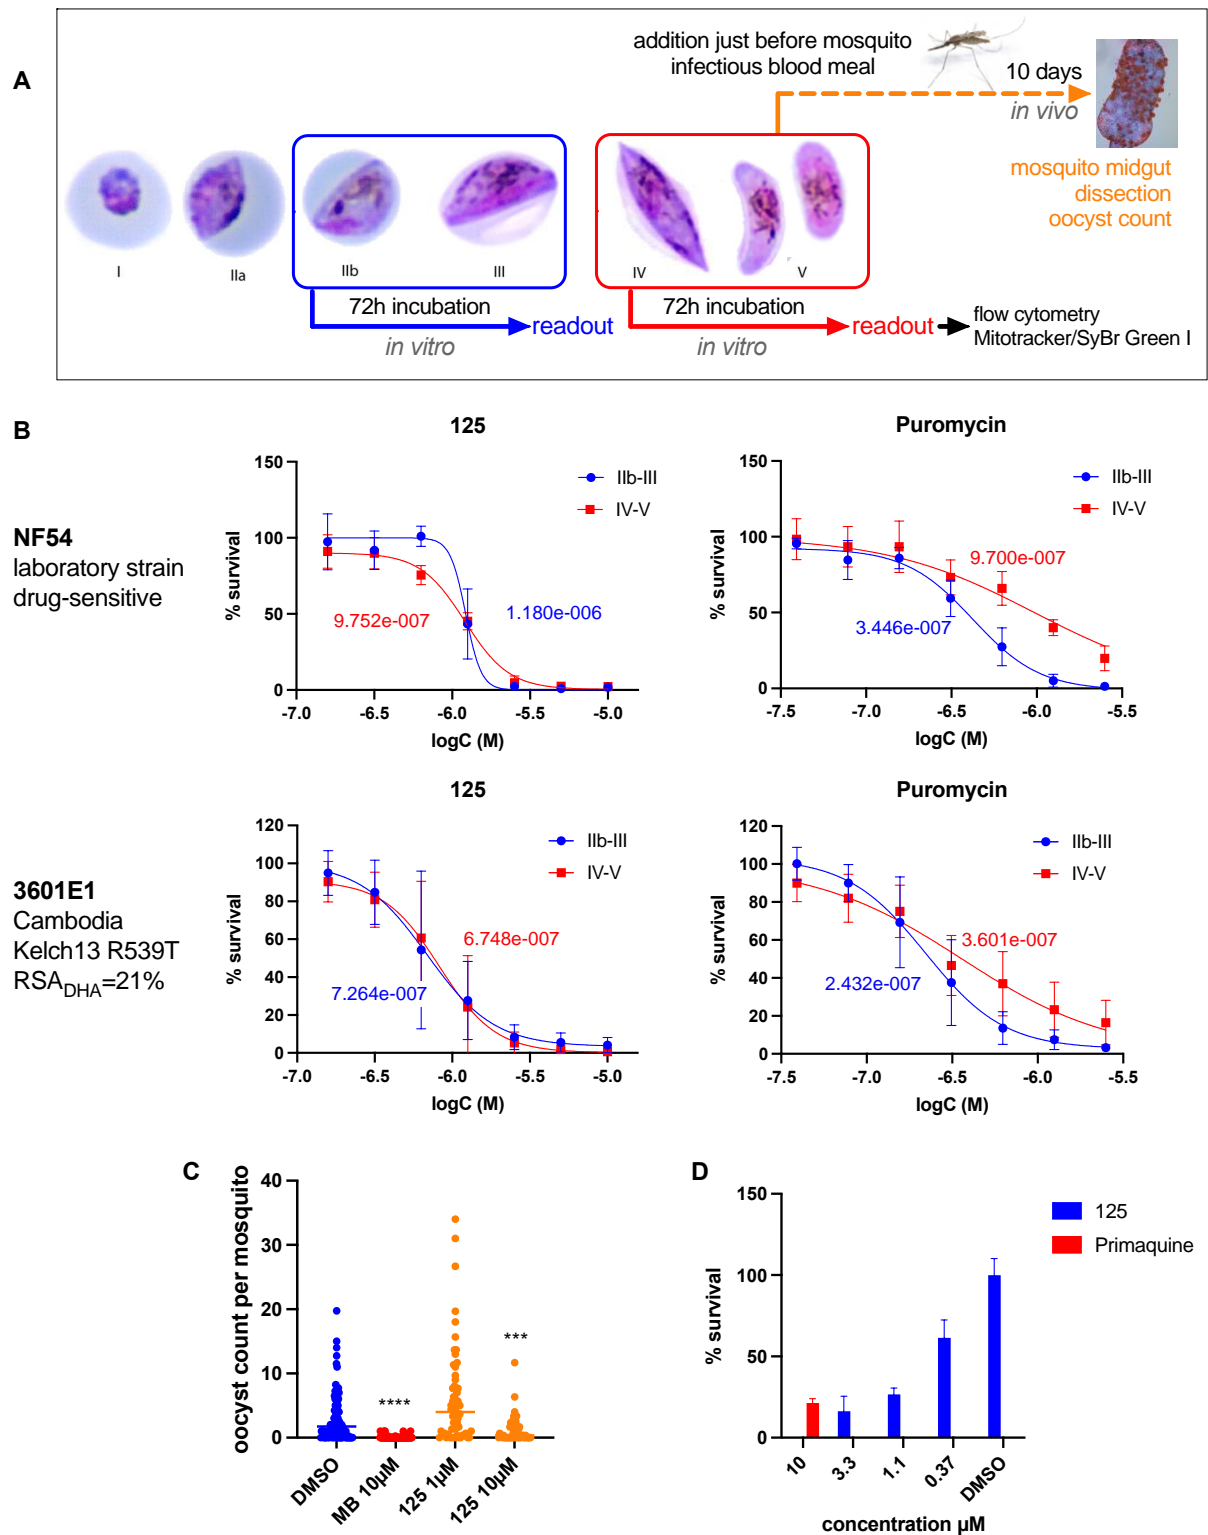 A
addition just before mosquito
infectious blood meal
10 days
in vivo
mosquito midgut
dissection
oocyst count
I
IIa
IIb
III
IV
V
72h incubation
readout
in vitro
72h incubation
readout
in vitro
flow cytometry
Mitotracker/SyBr Green I
B
NF54
laboratory strain
drug-sensitive
125
% survival
150
100
50
0
-7.0
-6.5
-6.0
-5.5
-5.0
logC (M)
IIb-III
IV-V
9.752e-007
1.180e-006
Puromycin
% survival
150
100
50
0
-7.5
-7.0
-6.5
-6.0
-5.5
logC (M)
IIb-III
IV-V
9.700e-007
3.446e-007
3601E1
Cambodia
Kelch13 R539T
RSADHA=21%
125
% survival
120
100
80
60
40
20
0
-7.0
-6.5
-6.0
-5.5
-5.0
logC (M)
IIb-III
IV-V
6.748e-007
7.264e-007
Puromycin
% survival
120
100
80
60
40
20
0
-7.5
-7.0
-6.5
-6.0
-5.5
logC (M)
IIb-III
IV-V
3.601e-007
2.432e-007
C
oocyst count per mosquito
40
30
20
10
0
****
***
DMSO
MB 10µM
125 1µM
125 10µM
D
% survival
150
100
50
0
125
Primaquine
10
3.3
1.1
0.37
DMSO
concentration µM